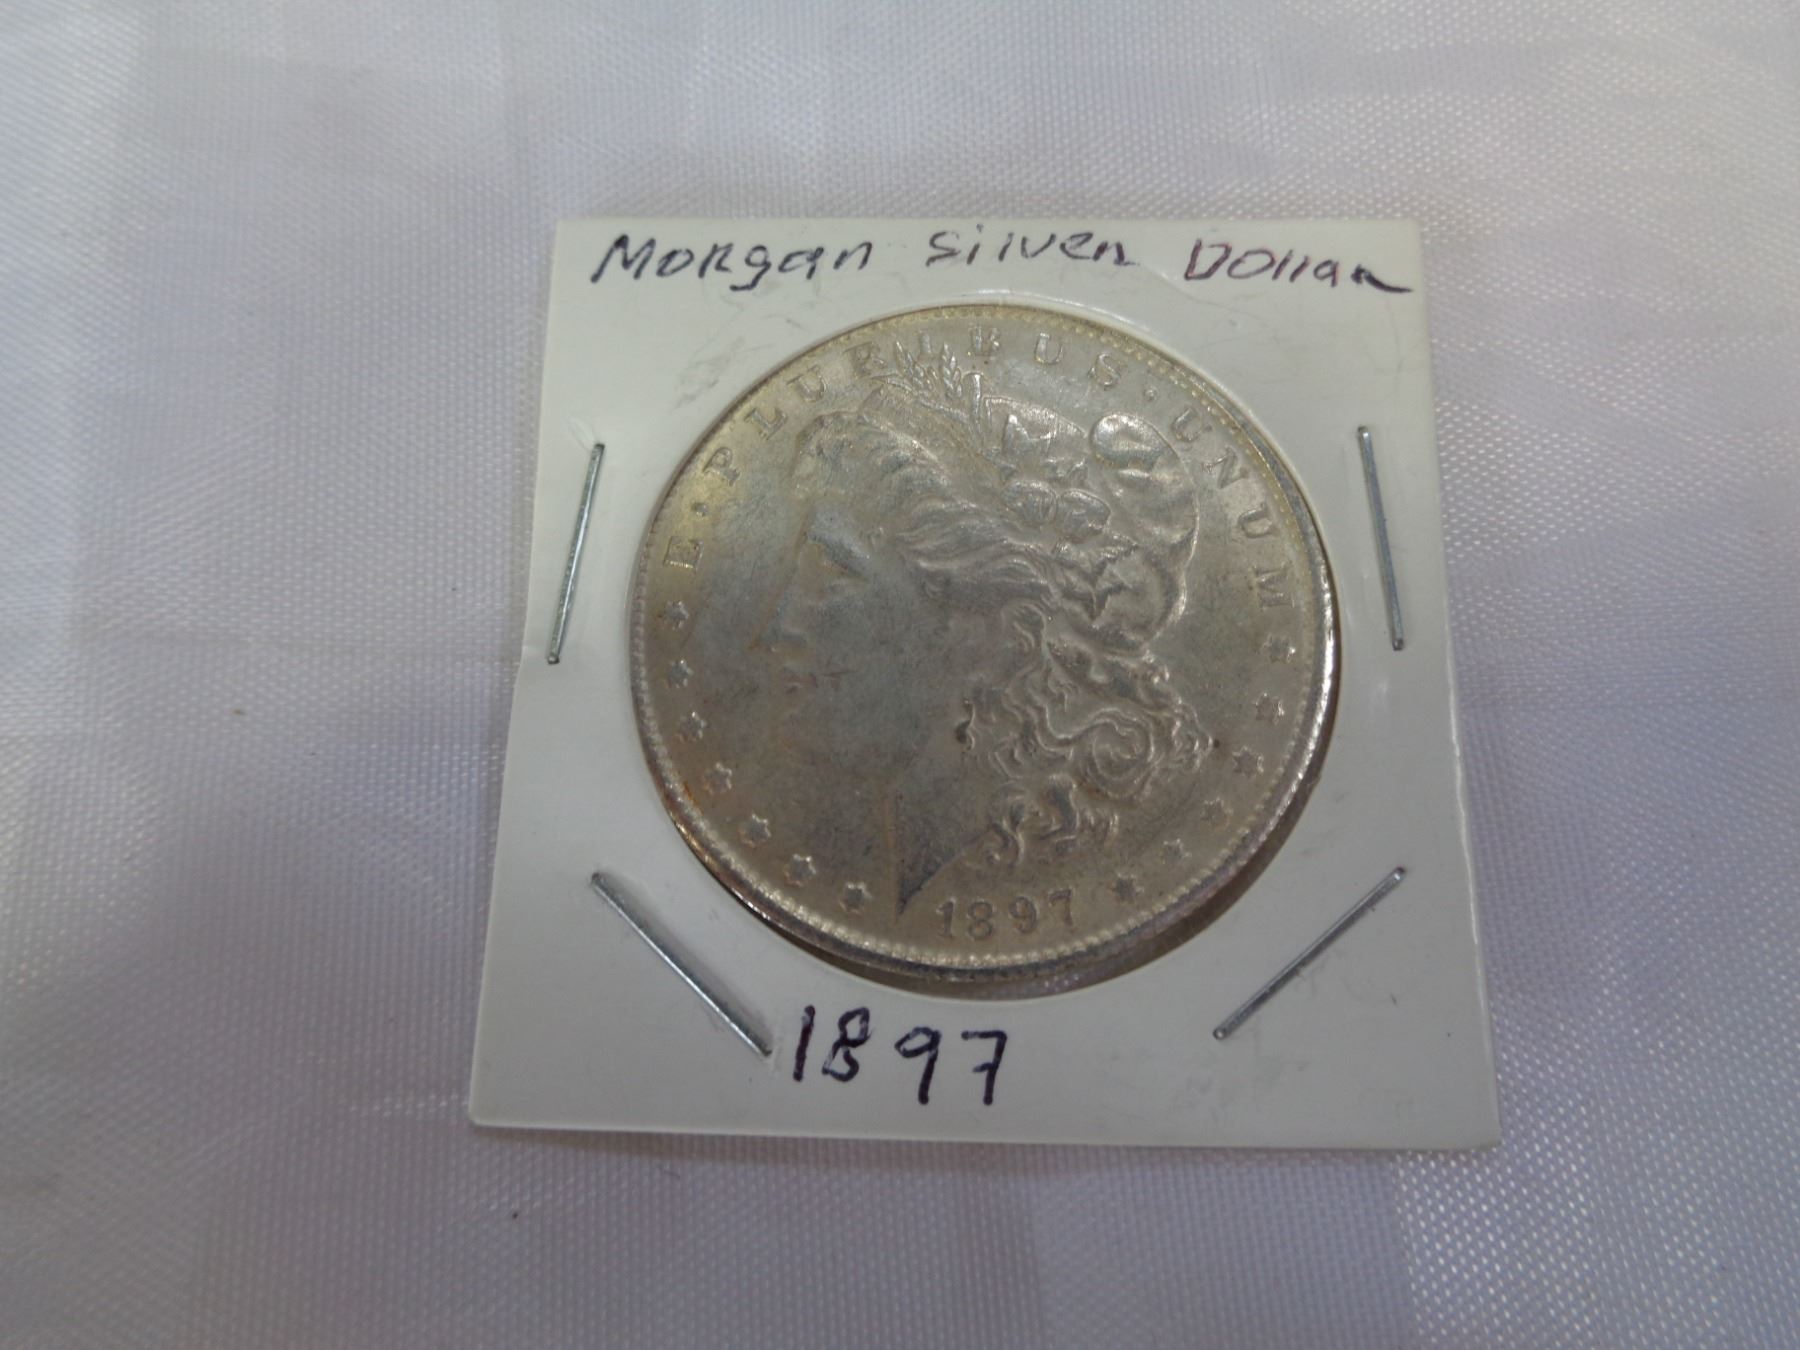 Morgan Silver Dollar
E · PLURIBUS · UNUM
1897
1897